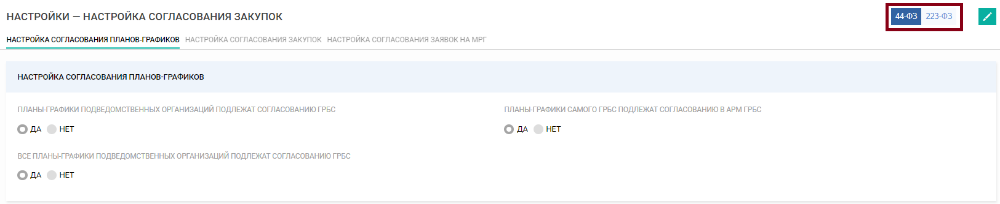 НАСТРОЙКИ — НАСТРОЙКА СОГЛАСОВАНИЯ ЗАКУПОК
44-ФЗ 223-ФЗ
НАСТРОЙКА СОГЛАСОВАНИЯ ПЛАНОВ-ГРАФИКОВ НАСТРОЙКА СОГЛАСОВАНИЯ ЗАКУПОК НАСТРОЙКА СОГЛАСОВАНИЯ ЗАЯВОК НА МРГ
НАСТРОЙКА СОГЛАСОВАНИЯ ПЛАНОВ-ГРАФИКОВ
ПЛАНЫ-ГРАФИКИ ПОДВЕДОМСТВЕННЫХ ОРГАНИЗАЦИЙ ПОДЛЕЖАТ СОГЛАСОВАНИЮ ГРБС
ДА НЕТ
ПЛАНЫ-ГРАФИКИ САМОГО ГРБС ПОДЛЕЖАТ СОГЛАСОВАНИЮ В АРМ ГРБС
ДА НЕТ
ВСЕ ПЛАНЫ-ГРАФИКИ ПОДВЕДОМСТВЕННЫХ ОРГАНИЗАЦИЙ ПОДЛЕЖАТ СОГЛАСОВАНИЮ ГРБС
ДА НЕТ